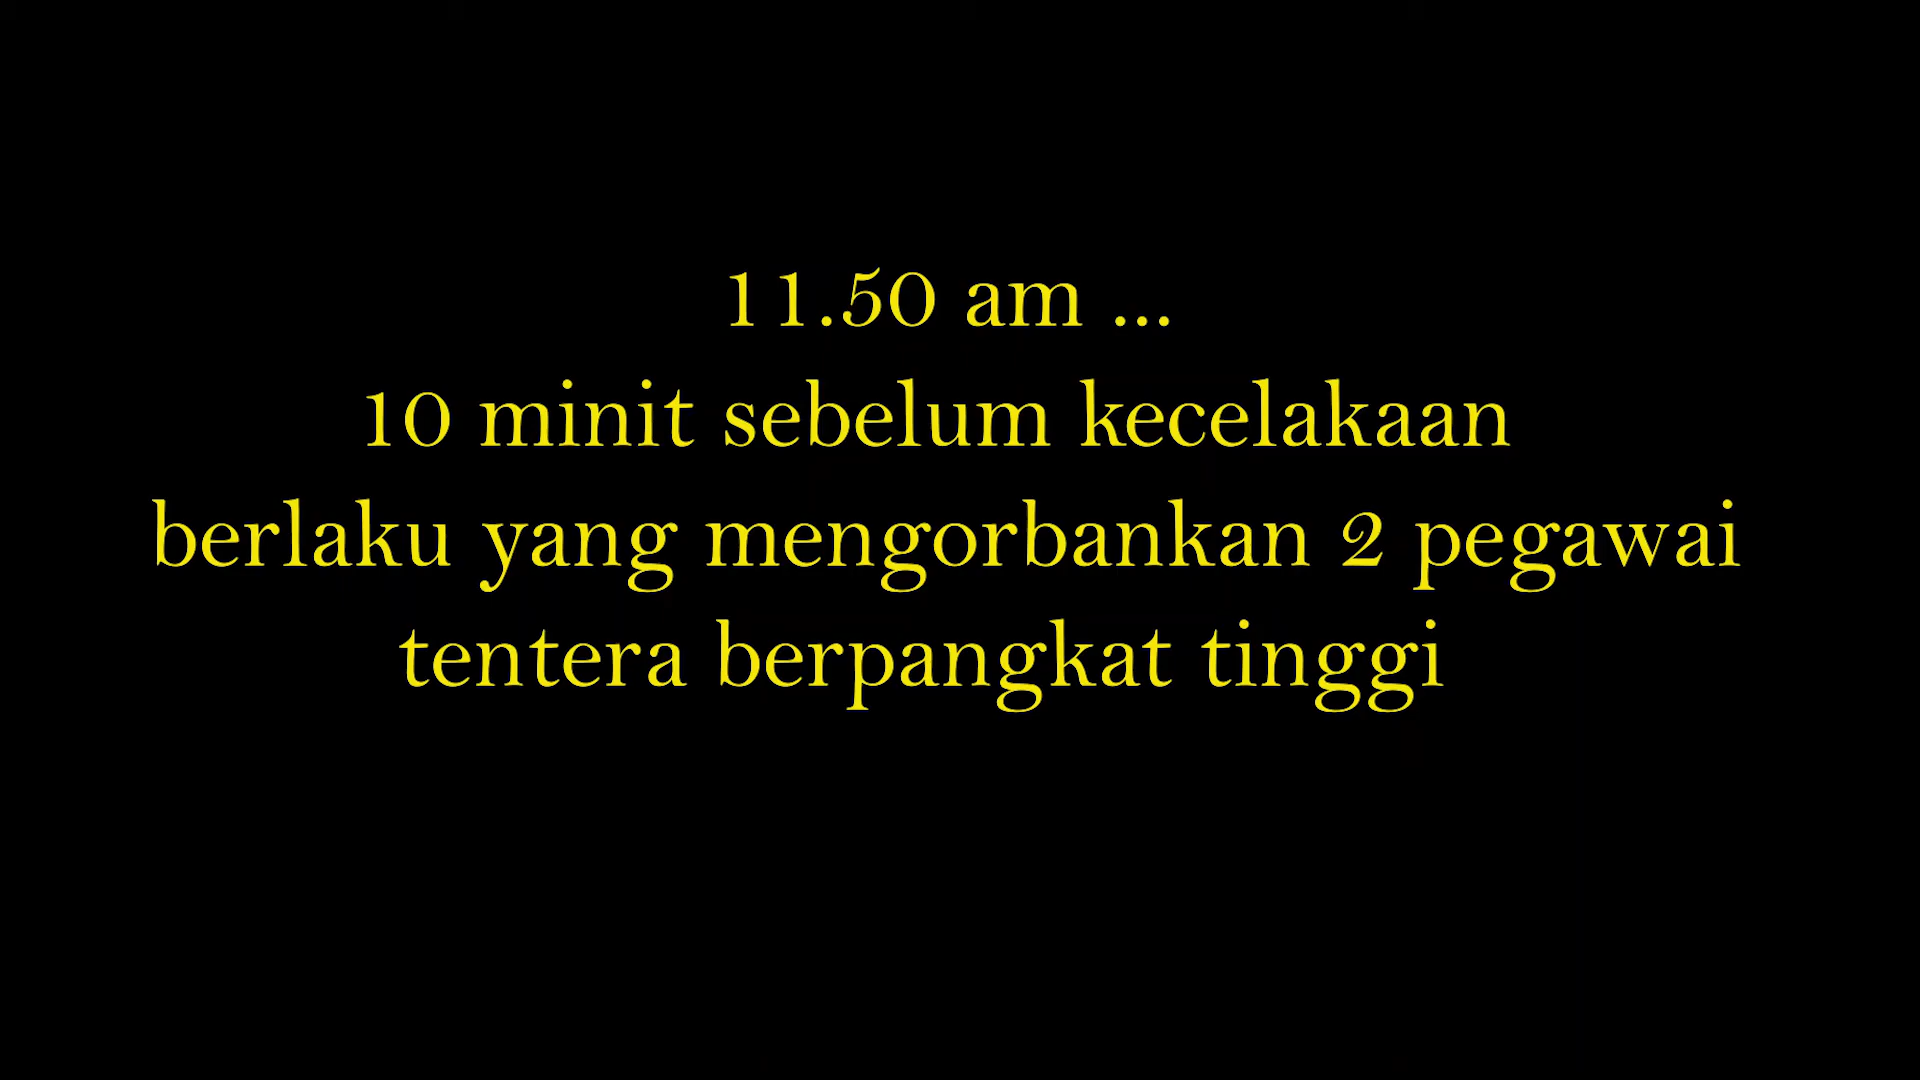 11.50 am ...
10 minit sebelum kecelakaan
berlaku yang mengorbankan 2 pegawai
tentera berpangkat tinggi